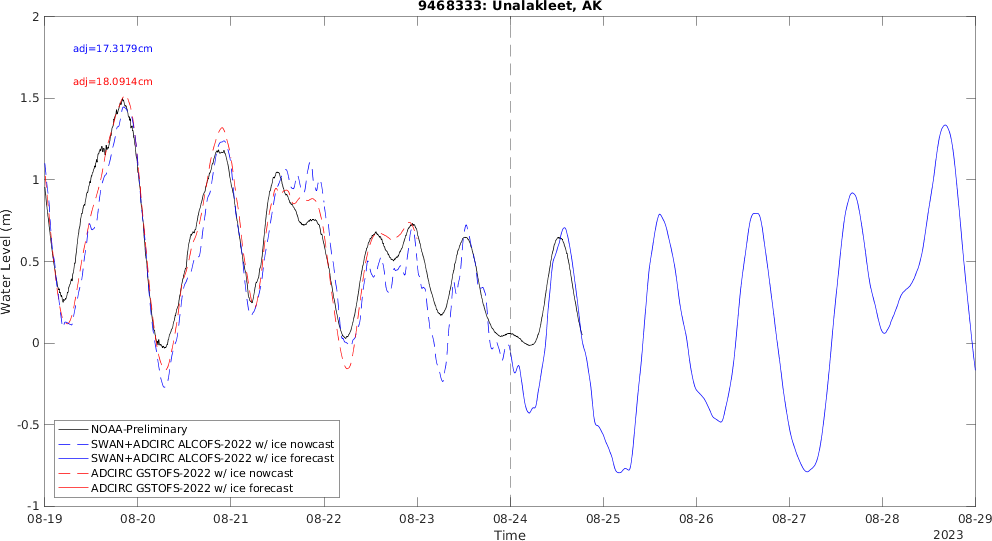 9468333: Unalakleet, AK
2
adj=17.3179cm
adj=18.0914cm
1.5
1
0.5
0
-0.5
-1
Water Level (m)
NOAA-Preliminary
SWAN+ADCIRC ALCOFS-2022 w/ ice nowcast
SWAN+ADCIRC ALCOFS-2022 w/ ice forecast
ADCIRC GSTOFS-2022 w/ ice nowcast
ADCIRC GSTOFS-2022 w/ ice forecast
08-19 08-20 08-21 08-22 08-23 08-24 08-25 08-26 08-27 08-28 08-29
Time
2023